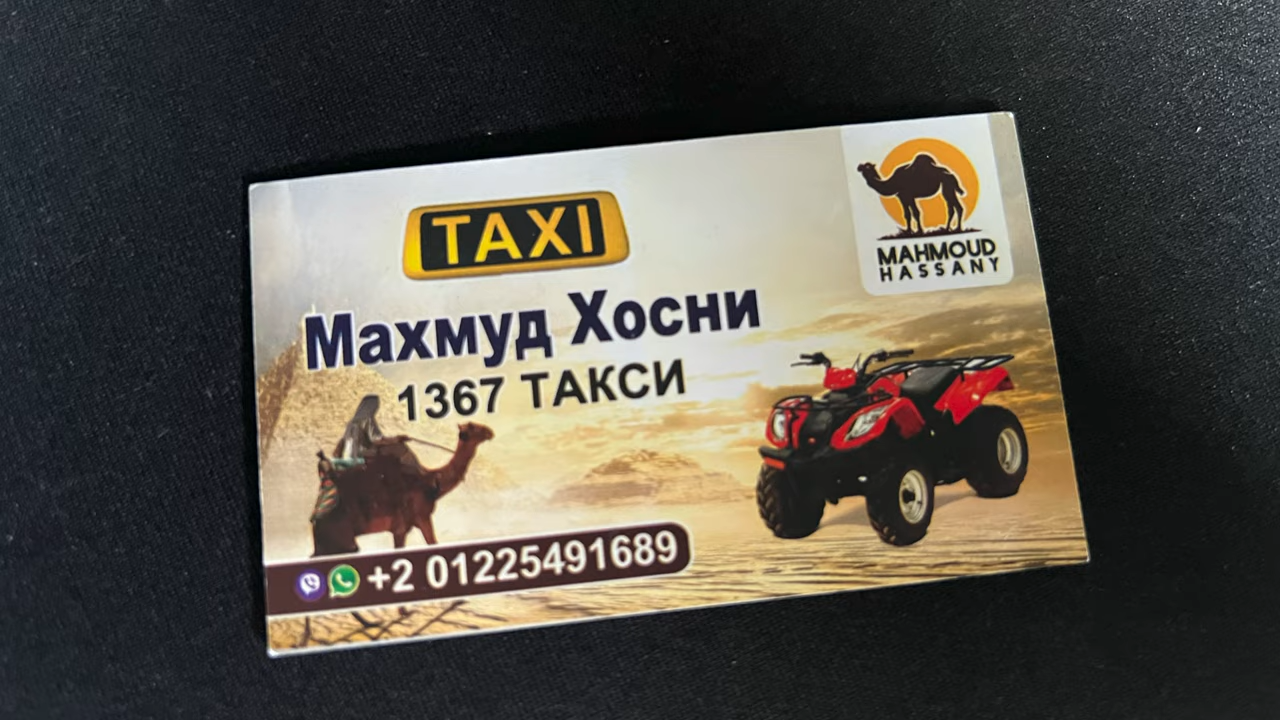 TAXI
MAHMOUD
HASSANY
Махмуд Хосни
1367 ТАКСИ
+2 01225491689